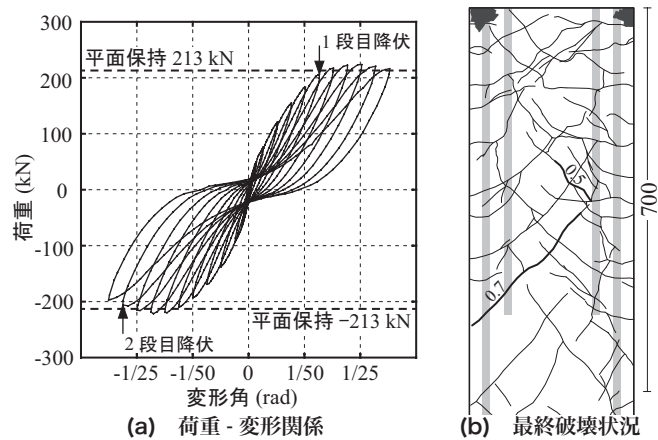 300
200
100
0
-100
-200
-300
荷重 (kN)
平面保持 213 kN
1 段目降伏
平面保持 −213 kN
2 段目降伏
-1/25
-1/50
0
1/50
1/25
変形角 (rad)
(a) 荷重 - 変形関係
0.5
0.7
700
(b) 最終破壊状況